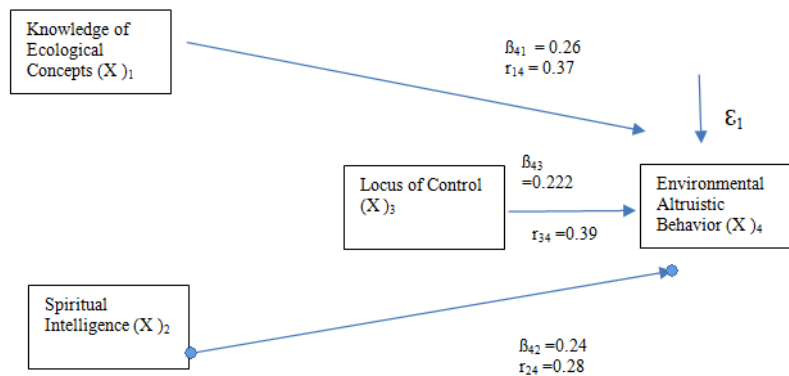 Knowledge of
Ecological
Concepts (X )₁
ß₄₁ = 0.26
r₁₄ = 0.37
Ɛ₁
ß₄₃
=0.222
Locus of Control
(X )₃
r₃₄ =0.39
Environmental
Altruistic
Behavior (X )₄
Spiritual
Intelligence (X )₂
ß₄₂ =0.24
r₂₄ =0.28